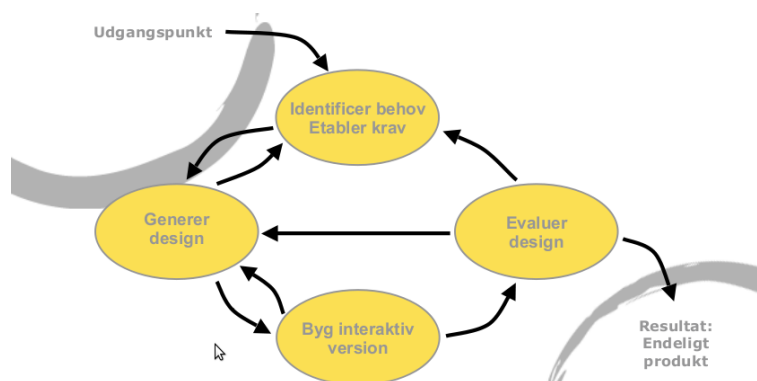 Udgangspunkt
Identificer behov
Etabler krav
Generer
design
Evaluer
design
Byg interaktiv
version
Resultat:
Endeligt
produkt